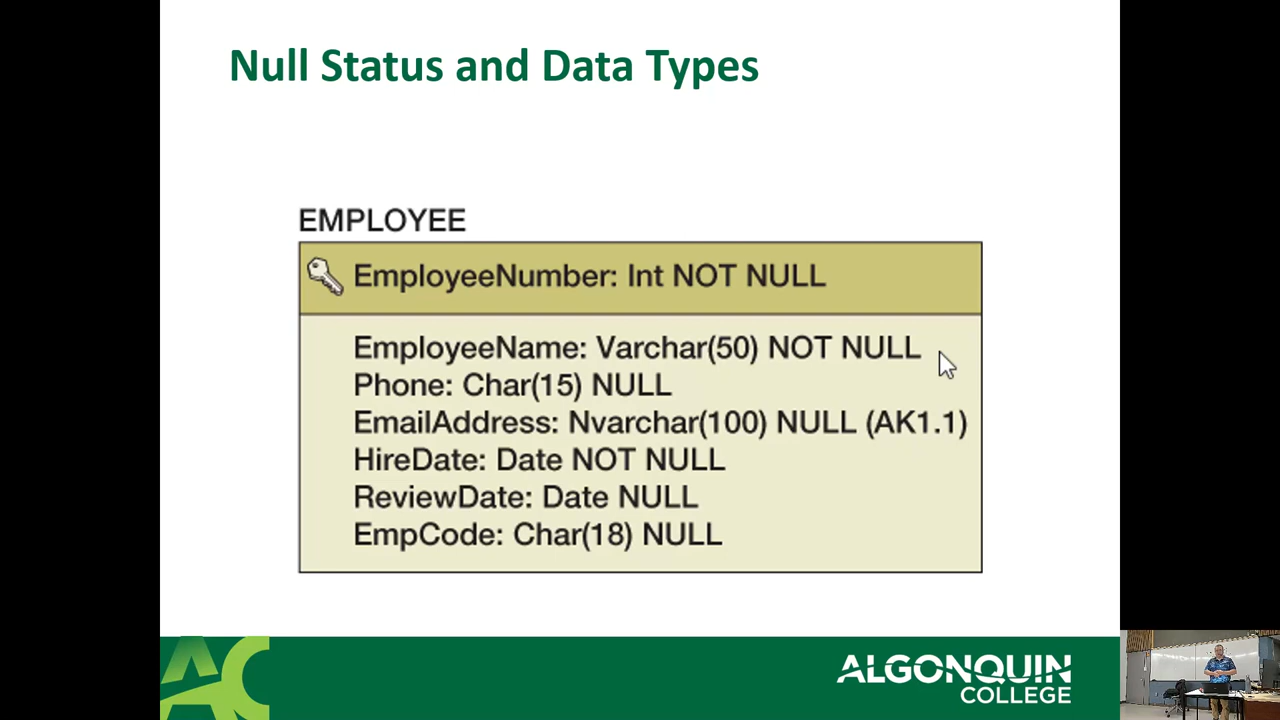 Null Status and Data Types
EMPLOYEE
EmployeeNumber: Int NOT NULL
EmployeeName: Varchar(50) NOT NULL
Phone: Char(15) NULL
EmailAddress: Nvarchar(100) NULL (AK1.1)
HireDate: Date NOT NULL
ReviewDate: Date NULL
EmpCode: Char(18) NULL
AC
ALGONQUIN
COLLEGE